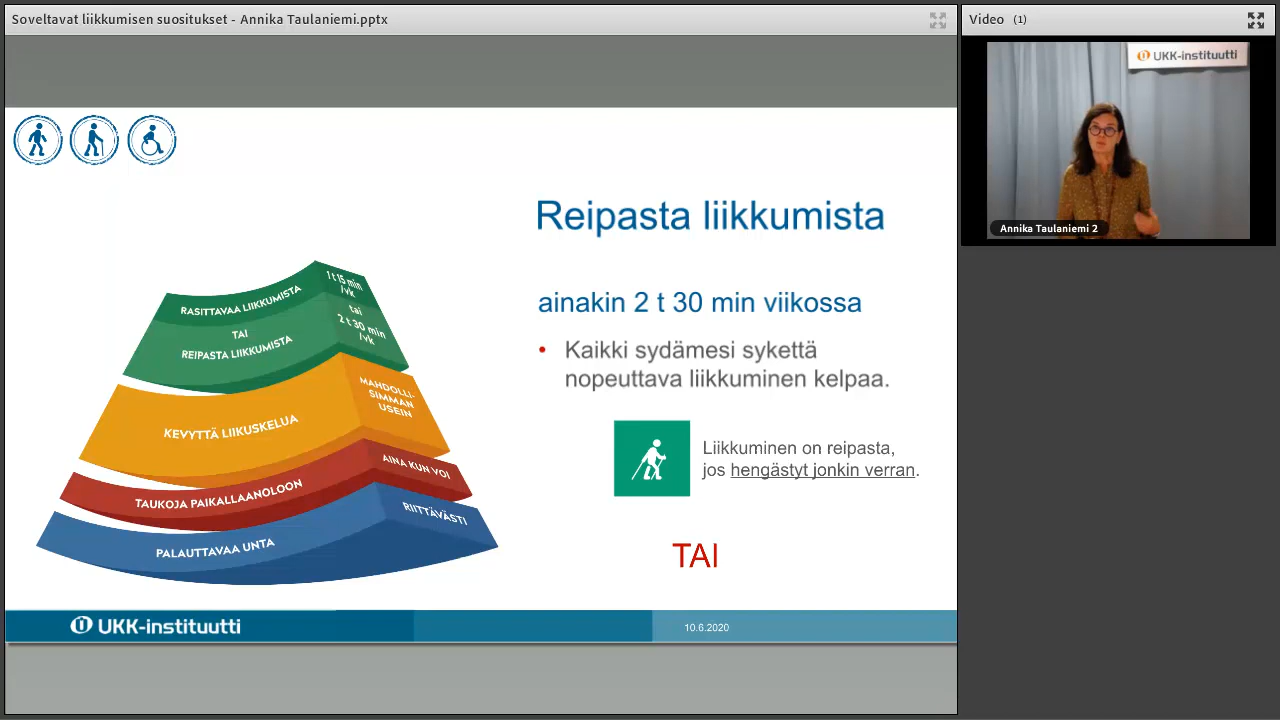 Soveltavat liikkumisen suositukset - Annika Taulaniemi.pptx
Video (1)
UKK-instituutti
Annika Taulaniemi 2
Reipasta liikkumista
ainakin 2 t 30 min viikossa
• Kaikki sydämesi sykettä
nopeuttava liikkuminen kelpaa.
Liikkuminen on reipasta,
jos hengästyt jonkin verran.
TAI
RASITTAVAA LIIKKUMISTA
1 t 15 min
/vk
TAI
REIPASTA LIIKKUMISTA
tai
2 t 30 min
/vk
KEVYTTÄ LIIKUSKELUA
MAHDOLLI-
SIMMAN
USEIN
TAUKOJA PAIKALLAANOLOON
AINA KUN VOI
PALAUTTAVAA UNTA
RIITTÄVÄSTI
UKK-instituutti
10.6.2020